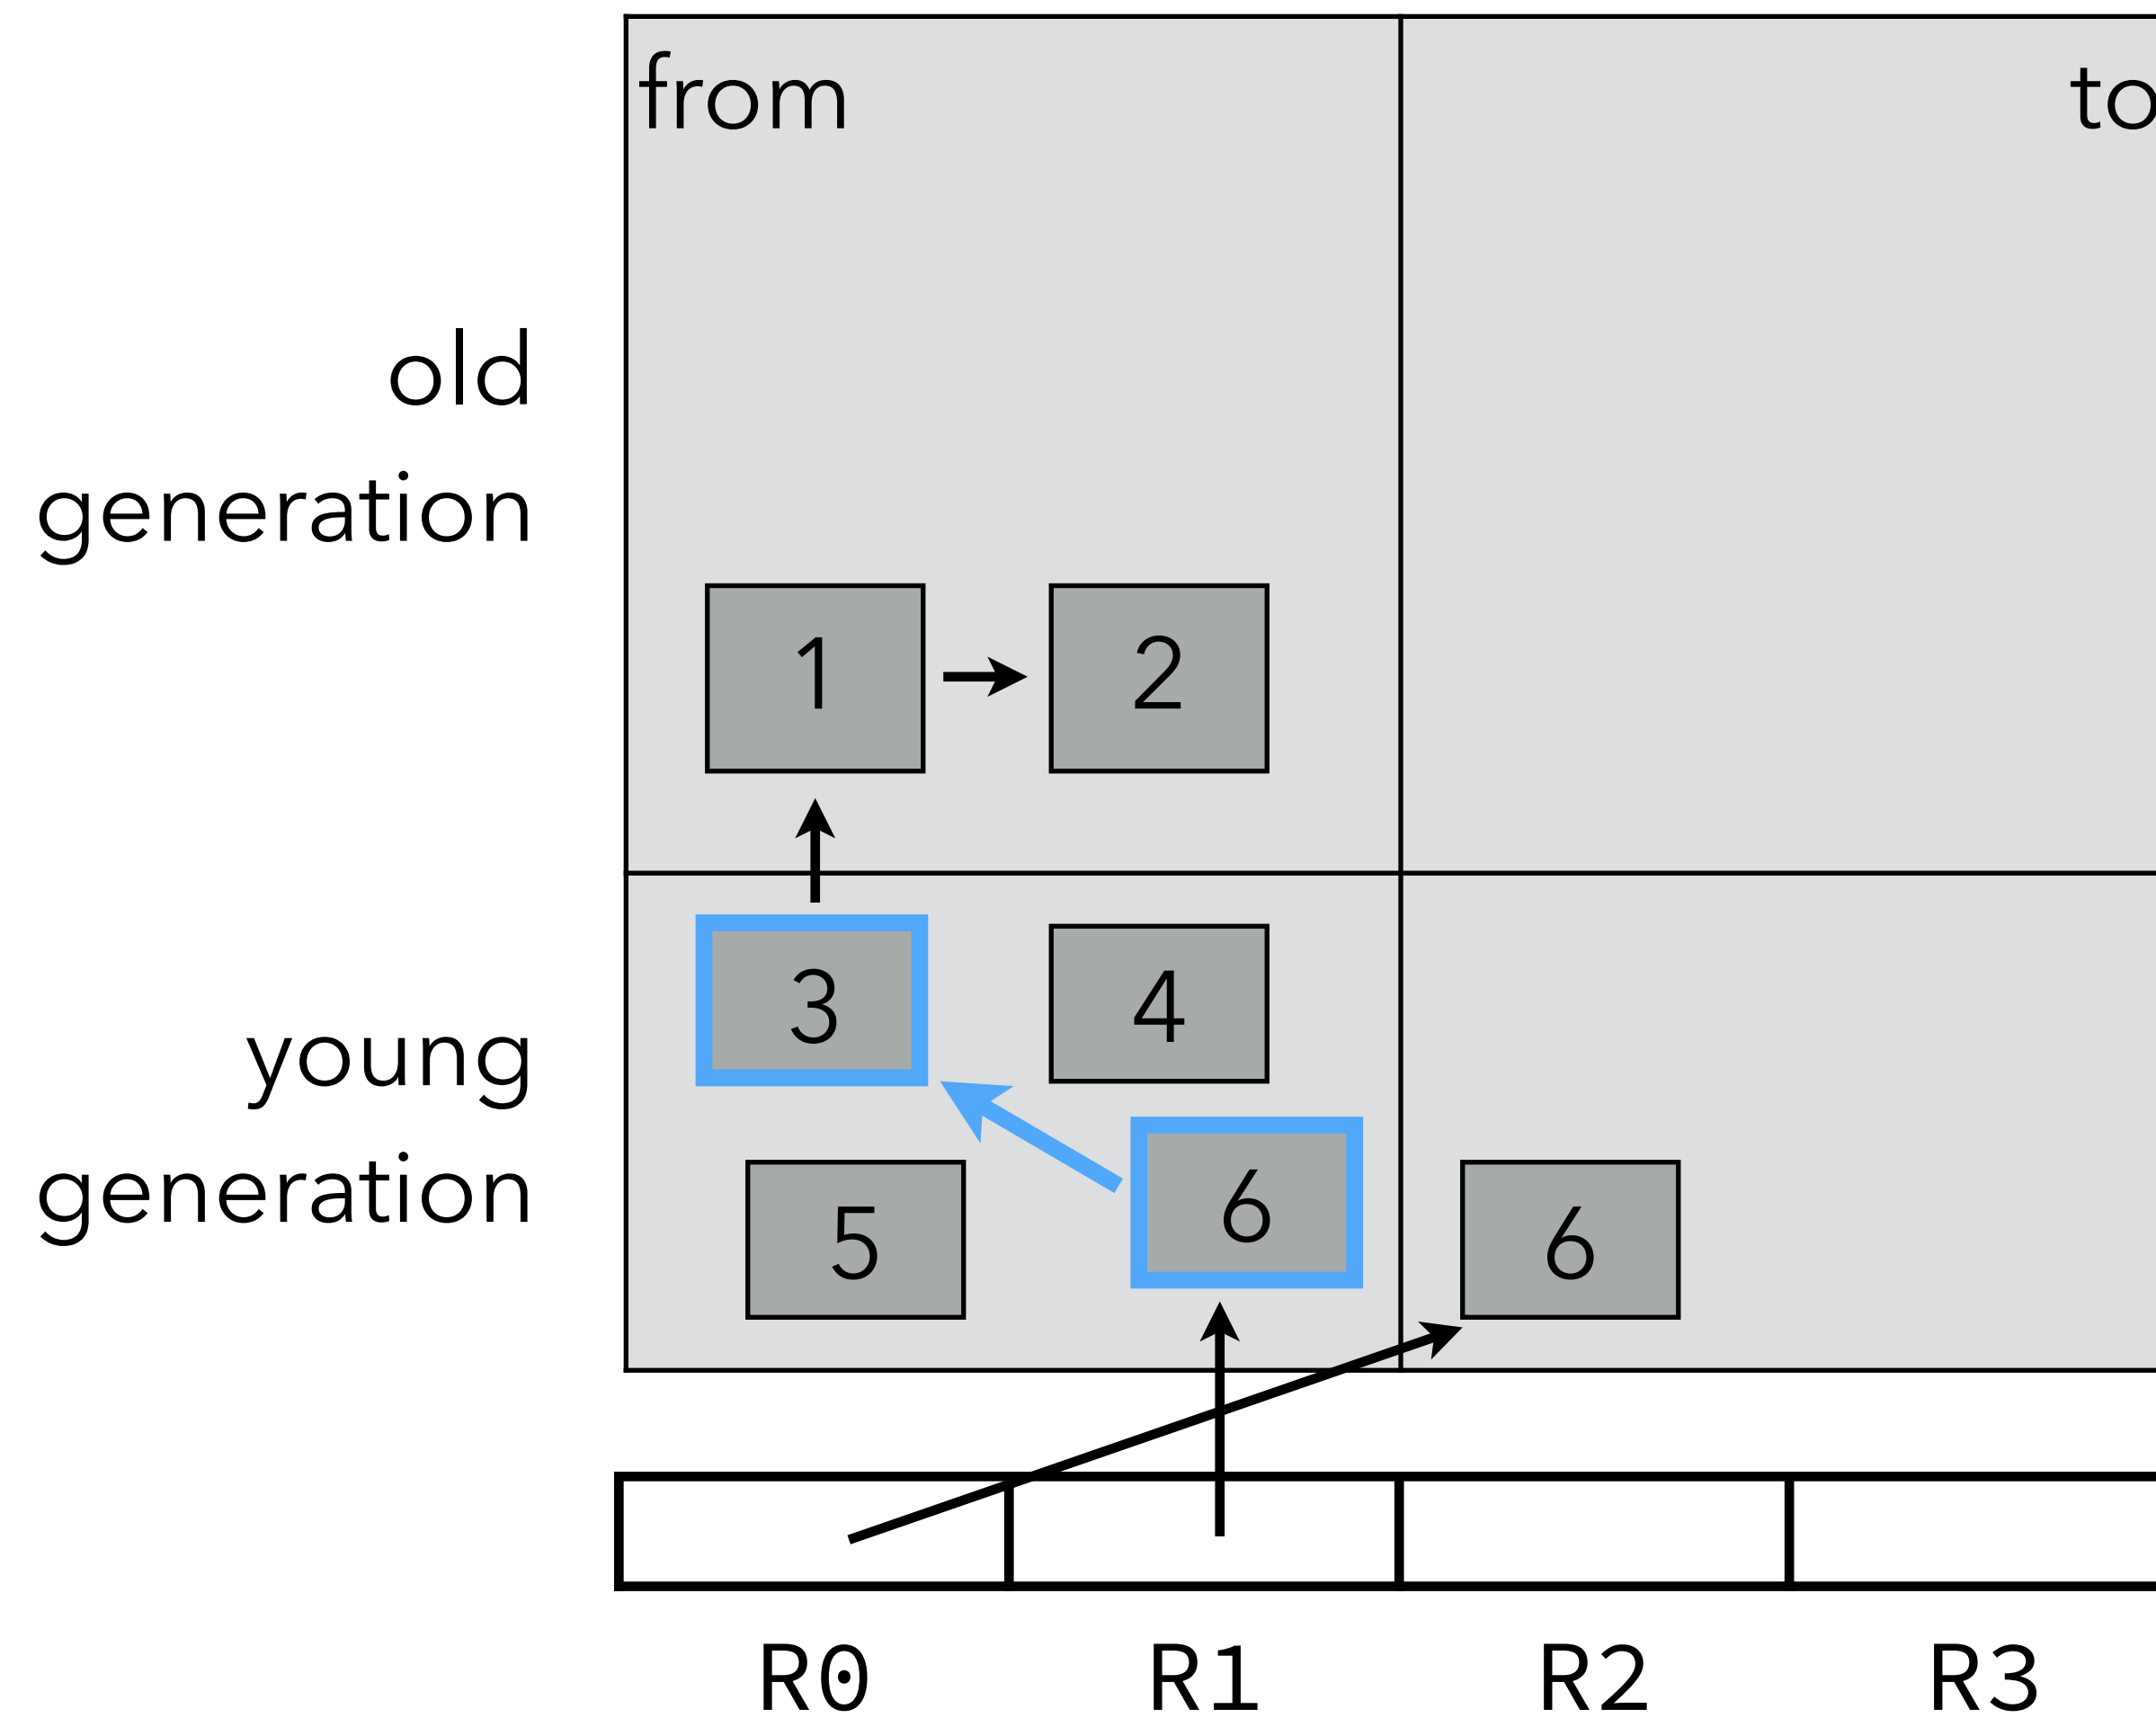 from to
old
generation
1 2
3 4
young
generation
5 6 6
R0 R1 R2 R3